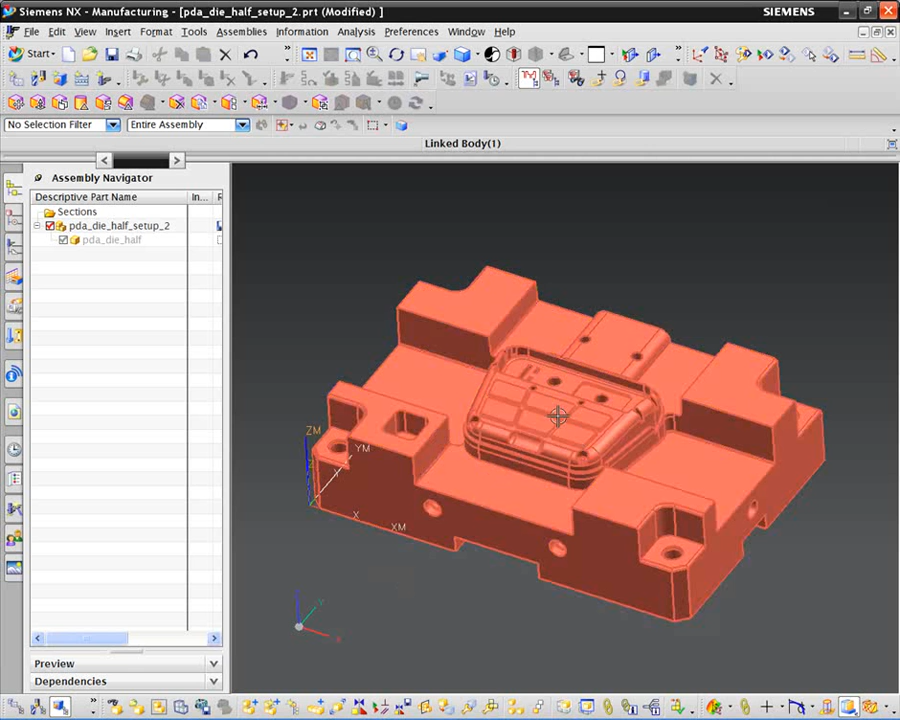 Siemens NX - Manufacturing - [pda_die_half_setup_2.prt (Modified) ]
SIEMENS
File Edit View Insert Format Tools Assemblies Information Analysis Preferences Window Help
Start
No Selection Filter
Entire Assembly
Linked Body(1)
Assembly Navigator
Descriptive Part Name
In...
R
Sections
pda_die_half_setup_2
pda_die_half
ZM
YM
Y
X
XM
Preview
Dependencies